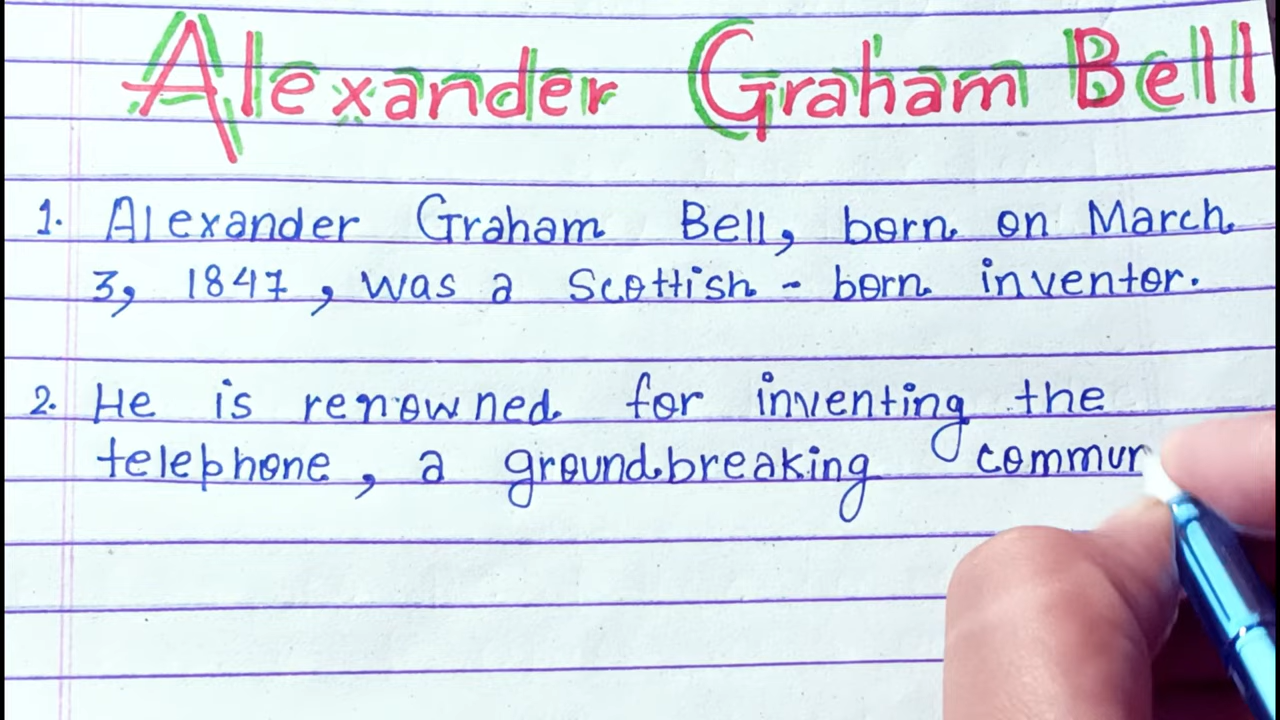 Alexander Graham Bell
1. Alexander Graham Bell, born on March
3, 1847, was a Scottish - born inventor.
2. He is renowned for inventing the
telephone, a groundbreaking commun